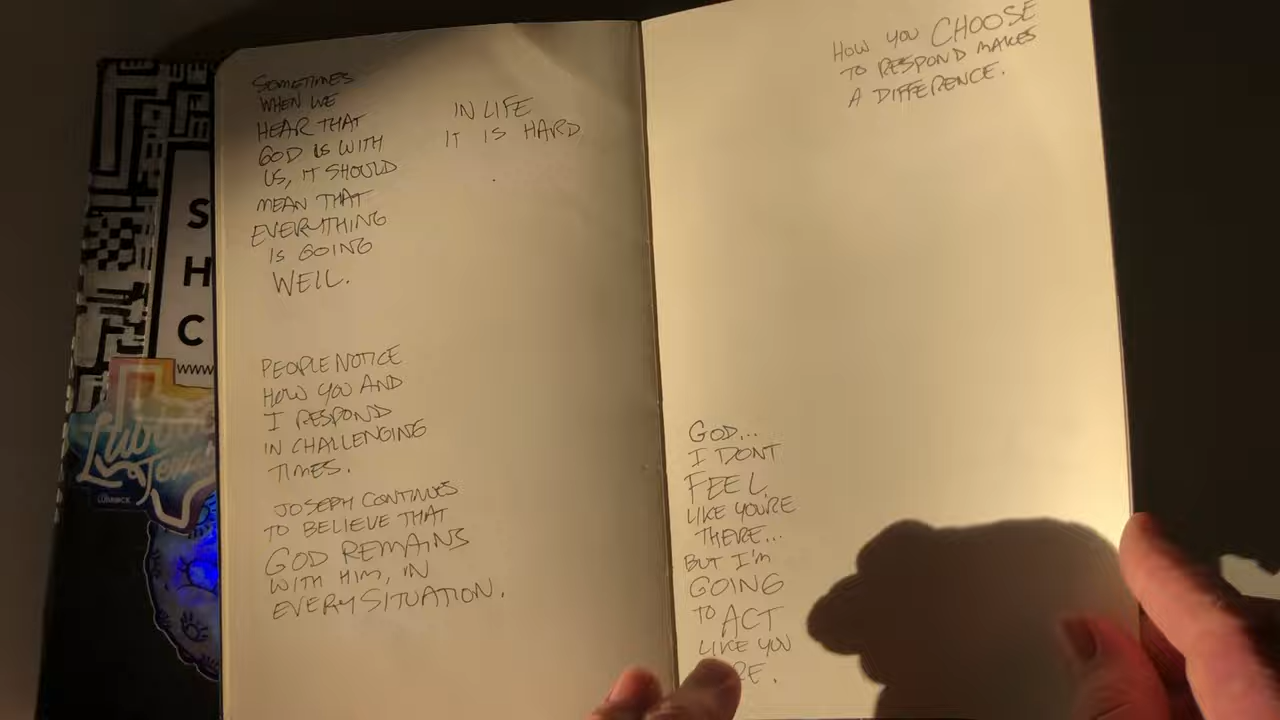 SOMETIMES
WHEN WE
HEAR THAT
GOD IS WITH
US, IT SHOULD
MEAN THAT
EVERYTHING
IS GOING
WELL.
IN LIFE
IT IS HARD
PEOPLE NOTICE
HOW YOU AND
I RESPOND
IN CHALLENGING
TIMES.
JOSEPH CONTINUES
TO BELIEVE THAT
GOD REMAINS
WITH HIM, IN
EVERY SITUATION.
HOW YOU CHOOSE
TO RESPOND MAKES
A DIFFERENCE.
GOD...
I DONT
FEEL
LIKE YOU'RE
THERE...
BUT I'M
GOING
TO ACT
LIKE YOU
S
H
C
WWW
LUBBOCK